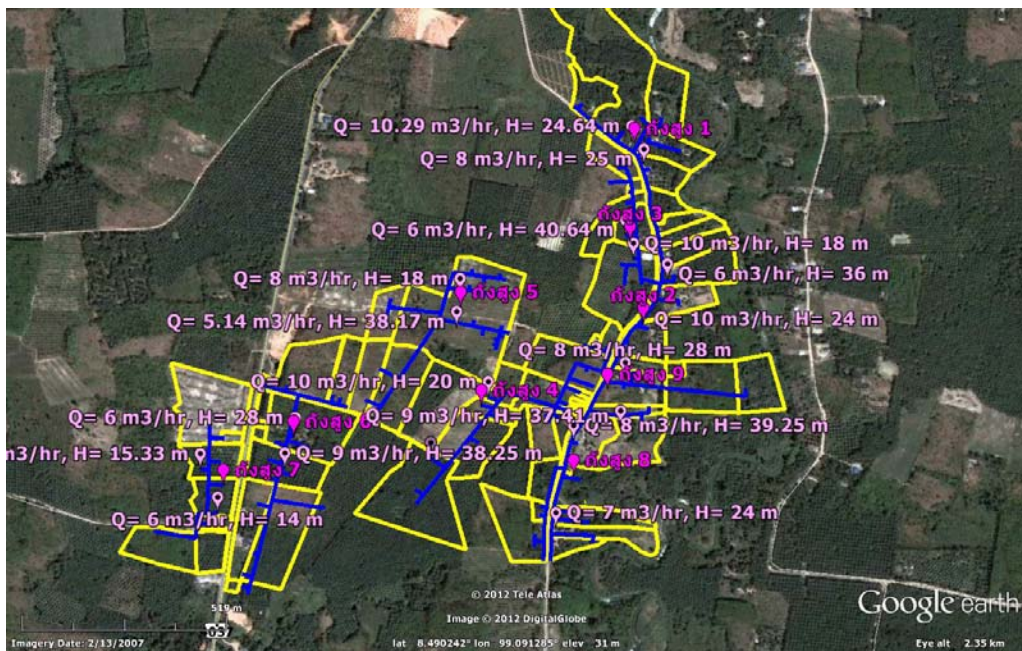 Q= 10.29 m3/hr, H= 24.64 m
ถังสูง 1
Q= 8 m3/hr, H= 25 m
ถังสูง 3
Q= 6 m3/hr, H= 40.64 m
Q= 10 m3/hr, H= 18 m
Q= 6 m3/hr, H= 36 m
Q= 8 m3/hr, H= 18 m
ถังสูง 5
ถังสูง 2
Q= 5.14 m3/hr, H= 38.17 m
Q= 10 m3/hr, H= 24 m
Q= 8 m3/hr, H= 28 m
ถังสูง 9
Q= 10 m3/hr, H= 20 m
ถังสูง 4
Q= 6 m3/hr, H= 28 m
ถังสูง 6
Q= 9 m3/hr, H= 37.41 m
Q= 8 m3/hr, H= 39.25 m
m3/hr, H= 15.33 m
Q= 9 m3/hr, H= 38.25 m
ถังสูง 7
ถังสูง 8
Q= 6 m3/hr, H= 14 m
Q= 7 m3/hr, H= 24 m
© 2012 Tele Atlas
519 m
Image © 2012 DigitalGlobe
Google earth
Imagery Date: 2/13/2007
lat 8.490242° lon 99.091285° elev 31 m
Eye alt 2.35 km